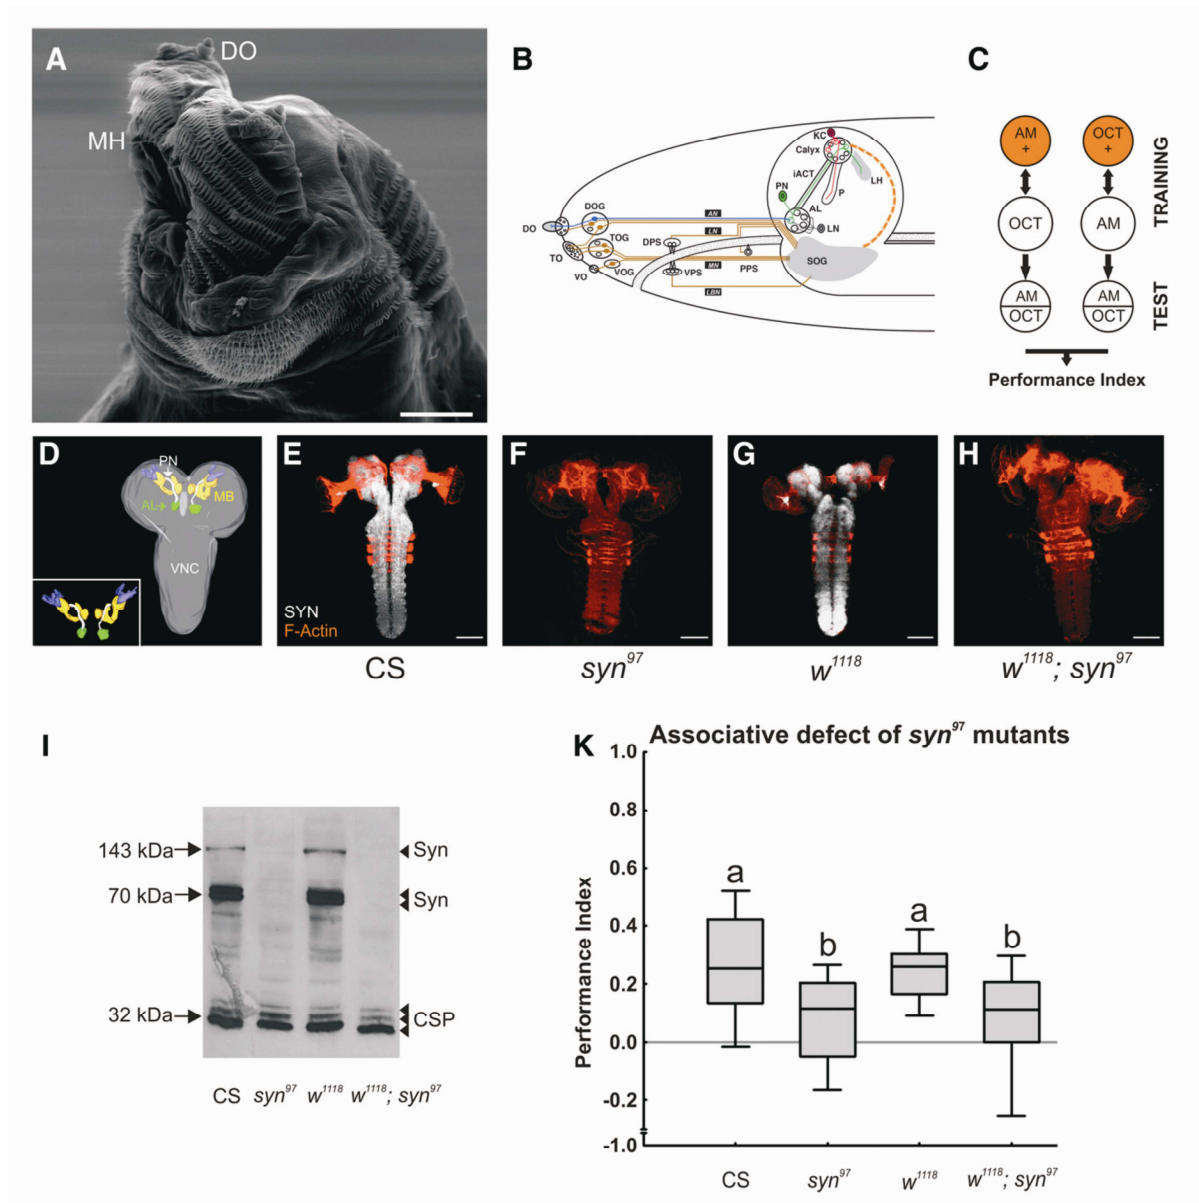 A
DO
MH
B
KC
Calyx
iACT
PN
P
LH
DOG
AN
AL
DO
LN
LN
TOG
DPS
TO
SOG
VO
VOG
MN
VPS
PPS
LBN
C
AM
+
OCT
+
OCT
AM
TRAINING
AM
OCT
AM
OCT
TEST
Performance Index
D
PN
AL
MB
VNC
E
SYN
F-Actin
F
G
H
CS
syn97
w1118
w1118; syn97
I
143 kDa
Syn
70 kDa
Syn
32 kDa
CSP
CS syn97 w1118 w1118; syn97
K
Associative defect of syn97 mutants
Performance Index
1.0
0.8
0.6
0.4
0.2
0.0
-0.2
-1.0
a
b
a
b
CS syn97 w1118 w1118; syn97